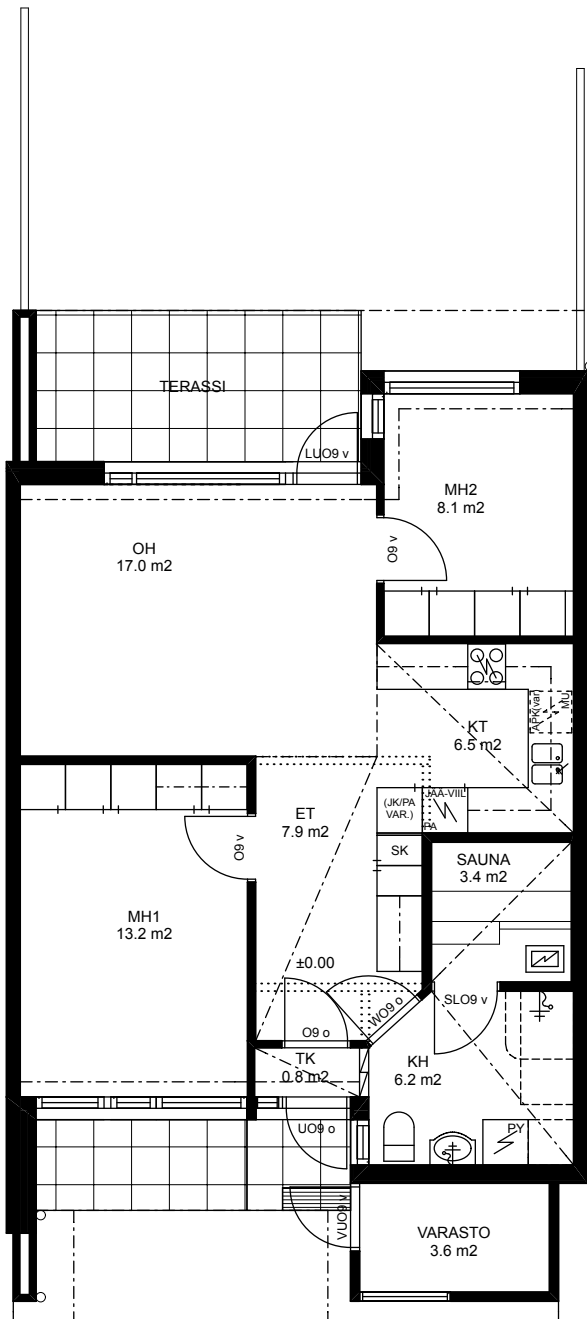 TERASSI
LUO9 v
MH2
8.1 m2
OH
17.0 m2
O9 v
APK(var)
MU
KT
6.5 m2
JÄÄ-VIIL
(JK/PA
VAR.)
PA
ET
7.9 m2
SK
SAUNA
3.4 m2
O9 v
MH1
13.2 m2
±0.00
WO9 o
SLO9 v
O9 o
TK
0.8 m2
KH
6.2 m2
UO9 o
PY
VUO9 v
VARASTO
3.6 m2